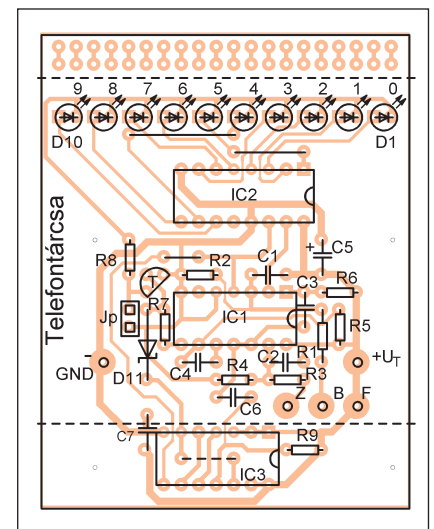 9 8 7 6 5 4 3 2 1 0
D10 D1
IC2
Telefontárcsa
R8
R2
C1
+
C5
T
C3
R6
Jp
R7
IC1
R5
R1
-
GND
D11
C4
R4
C2
R3
+UT
C6
Z B F
C7
R9
IC3